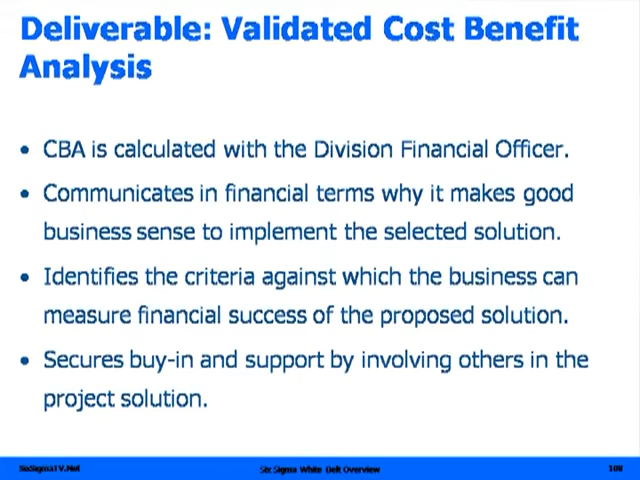 Deliverable: Validated Cost Benefit
Analysis
• CBA is calculated with the Division Financial Officer.
• Communicates in financial terms why it makes good
business sense to implement the selected solution.
• Identifies the criteria against which the business can
measure financial success of the proposed solution.
• Secures buy-in and support by involving others in the
project solution.
SixSigmaTV.Net
Six Sigma White Belt Overview
108